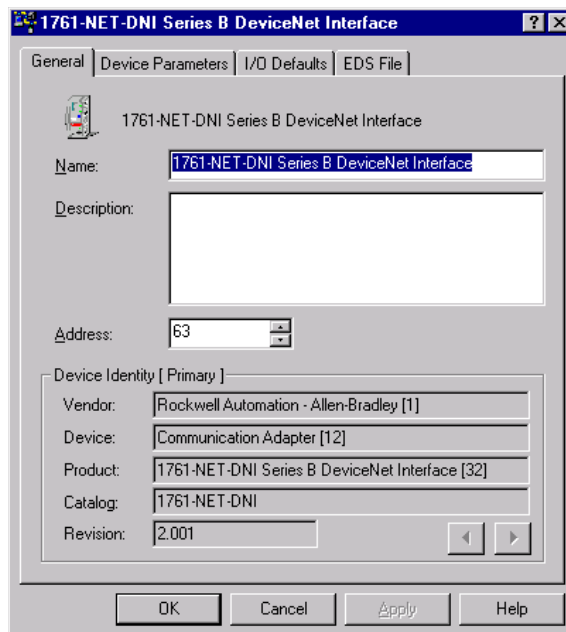 1761-NET-DNI Series B DeviceNet Interface
General Device Parameters I/O Defaults EDS File
1761-NET-DNI Series B DeviceNet Interface
Name: 1761-NET-DNI Series B DeviceNet Interface
Description:
Address: 63
Device Identity [ Primary ]
Vendor: Rockwell Automation - Allen-Bradley [1]
Device: Communication Adapter [12]
Product: 1761-NET-DNI Series B DeviceNet Interface [32]
Catalog: 1761-NET-DNI
Revision: 2.001
OK Cancel Apply Help